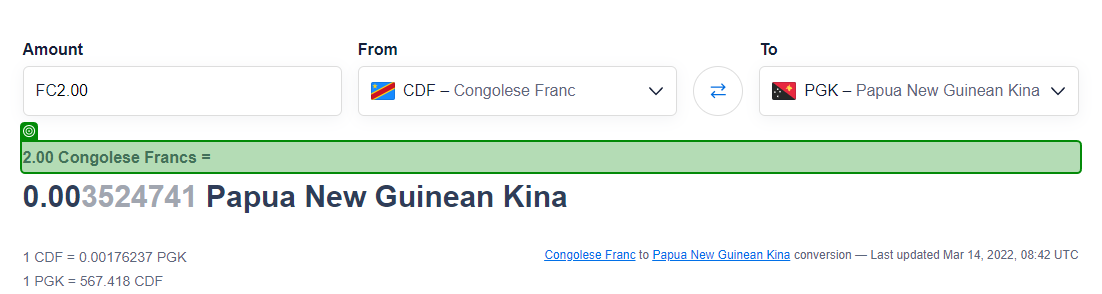 Amount
From
To
FC2.00
CDF – Congolese Franc
PGK – Papua New Guinean Kina
2.00 Congolese Francs =
0.003524741 Papua New Guinean Kina
1 CDF = 0.00176237 PGK
Congolese Franc to Papua New Guinean Kina conversion — Last updated Mar 14, 2022, 08:42 UTC
1 PGK = 567.418 CDF